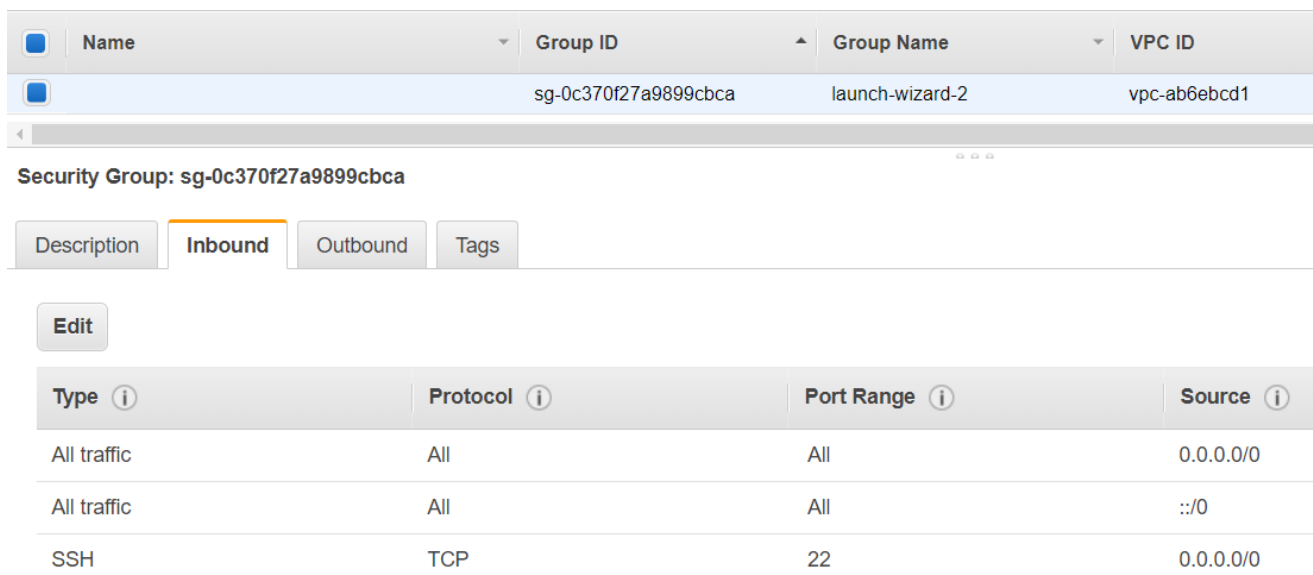 Name Group ID Group Name VPC ID
sg-0c370f27a9899cbca launch-wizard-2 vpc-ab6ebcd1
Security Group: sg-0c370f27a9899cbca
Description Inbound Outbound Tags
Edit
Type i Protocol i Port Range i Source i
All traffic All All 0.0.0.0/0
All traffic All All ::/0
SSH TCP 22 0.0.0.0/0